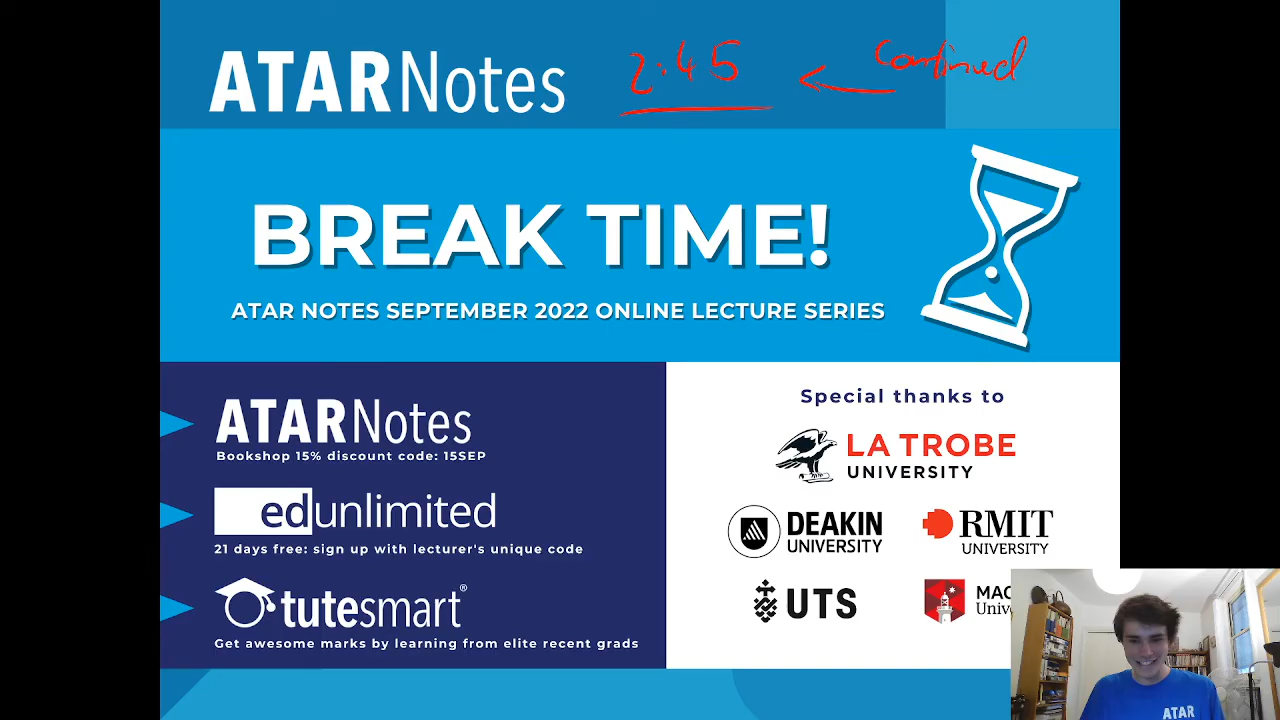 ATARNotes
2:45 ← Confirmed
BREAK TIME!
ATAR NOTES SEPTEMBER 2022 ONLINE LECTURE SERIES
ATARNotes
Bookshop 15% discount code: 15SEP
edunlimited
21 days free: sign up with lecturer's unique code
tutesmart®
Get awesome marks by learning from elite recent grads
Special thanks to
LA TROBE
UNIVERSITY
DEAKIN
UNIVERSITY
RMIT
UNIVERSITY
UTS
MAC
Univ
ATAR